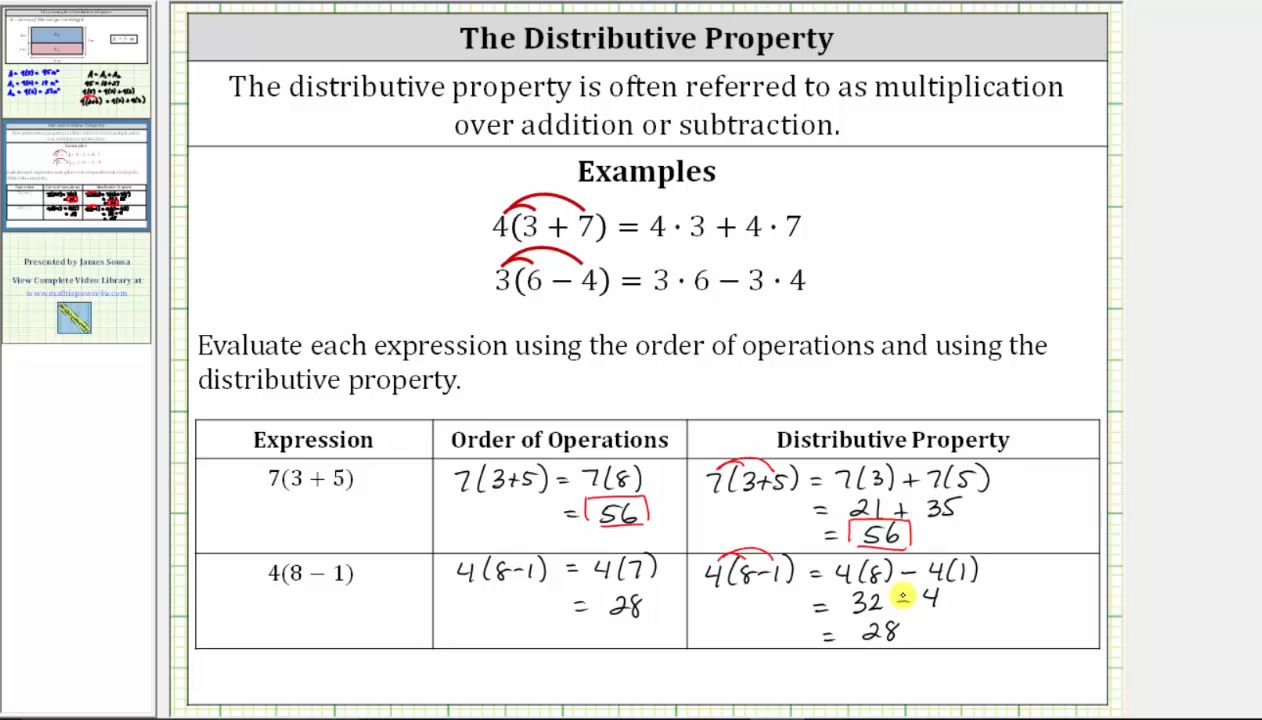 Presented by James Sousa
View Complete Video Library at
www.mathispower4u.com
The Distributive Property
The distributive property is often referred to as multiplication
over addition or subtraction.
Examples
4(3 + 7) = 4 · 3 + 4 · 7
3(6 − 4) = 3 · 6 − 3 · 4
Evaluate each expression using the order of operations and using the
distributive property.
Expression Order of Operations Distributive Property
7(3 + 5) 7(3+5) = 7(8) 7(3+5) = 7(3) + 7(5)
= 56 = 21 + 35
= 56
4(8 − 1) 4(8-1) = 4(7) 4(8-1) = 4(8) − 4(1)
= 28 = 32 − 4
= 28